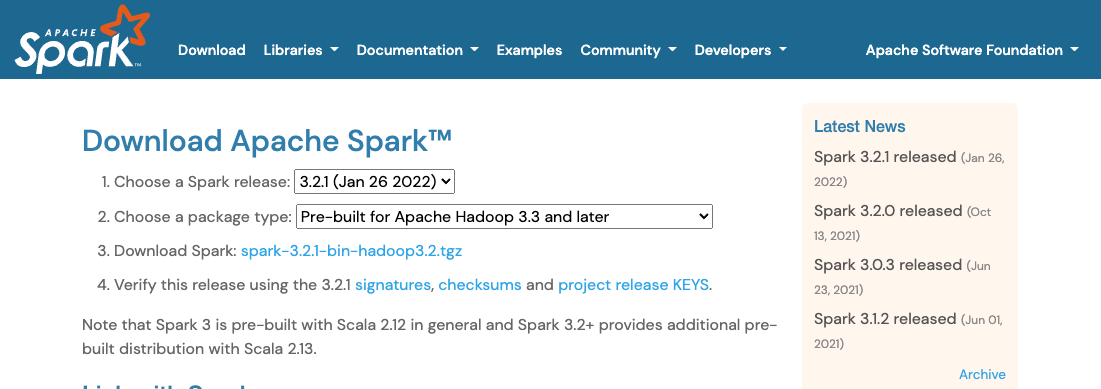 APACHE
Spark™
Download Libraries Documentation Examples Community Developers Apache Software Foundation
Download Apache Spark™
1. Choose a Spark release: 3.2.1 (Jan 26 2022)
2. Choose a package type: Pre-built for Apache Hadoop 3.3 and later
3. Download Spark: spark-3.2.1-bin-hadoop3.2.tgz
4. Verify this release using the 3.2.1 signatures, checksums and project release KEYS.
Note that Spark 3 is pre-built with Scala 2.12 in general and Spark 3.2+ provides additional pre-
built distribution with Scala 2.13.
Latest News
Spark 3.2.1 released (Jan 26,
2022)
Spark 3.2.0 released (Oct
13, 2021)
Spark 3.0.3 released (Jun
23, 2021)
Spark 3.1.2 released (Jun 01,
2021)
Archive